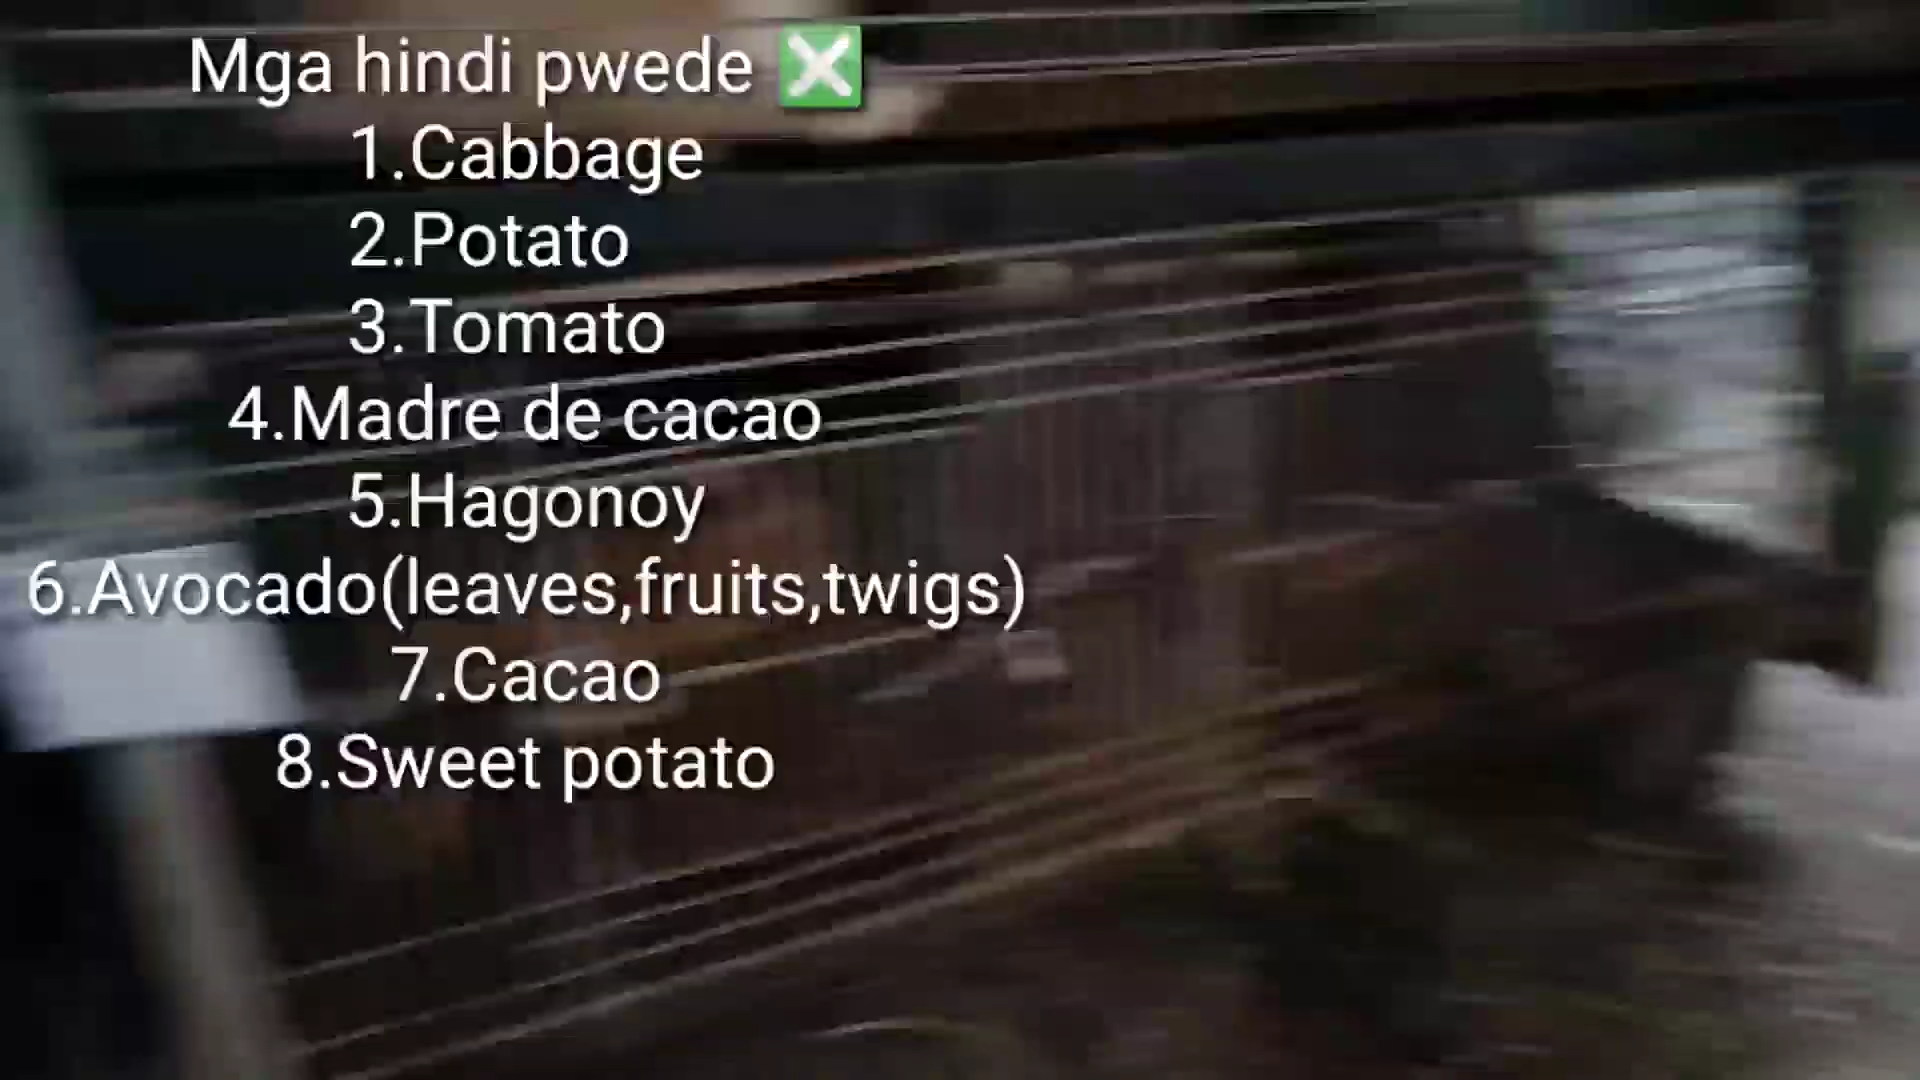 Mga hindi pwede ❎
1.Cabbage
2.Potato
3.Tomato
4.Madre de cacao
5.Hagonoy
6.Avocado(leaves,fruits,twigs)
7.Cacao
8.Sweet potato